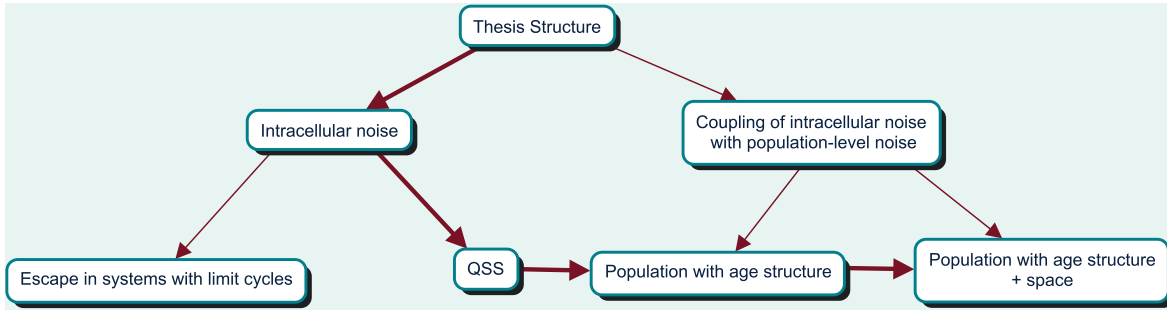 Thesis Structure
Intracellular noise
Coupling of intracellular noise
with population-level noise
Escape in systems with limit cycles
QSS
Population with age structure
Population with age structure
+ space